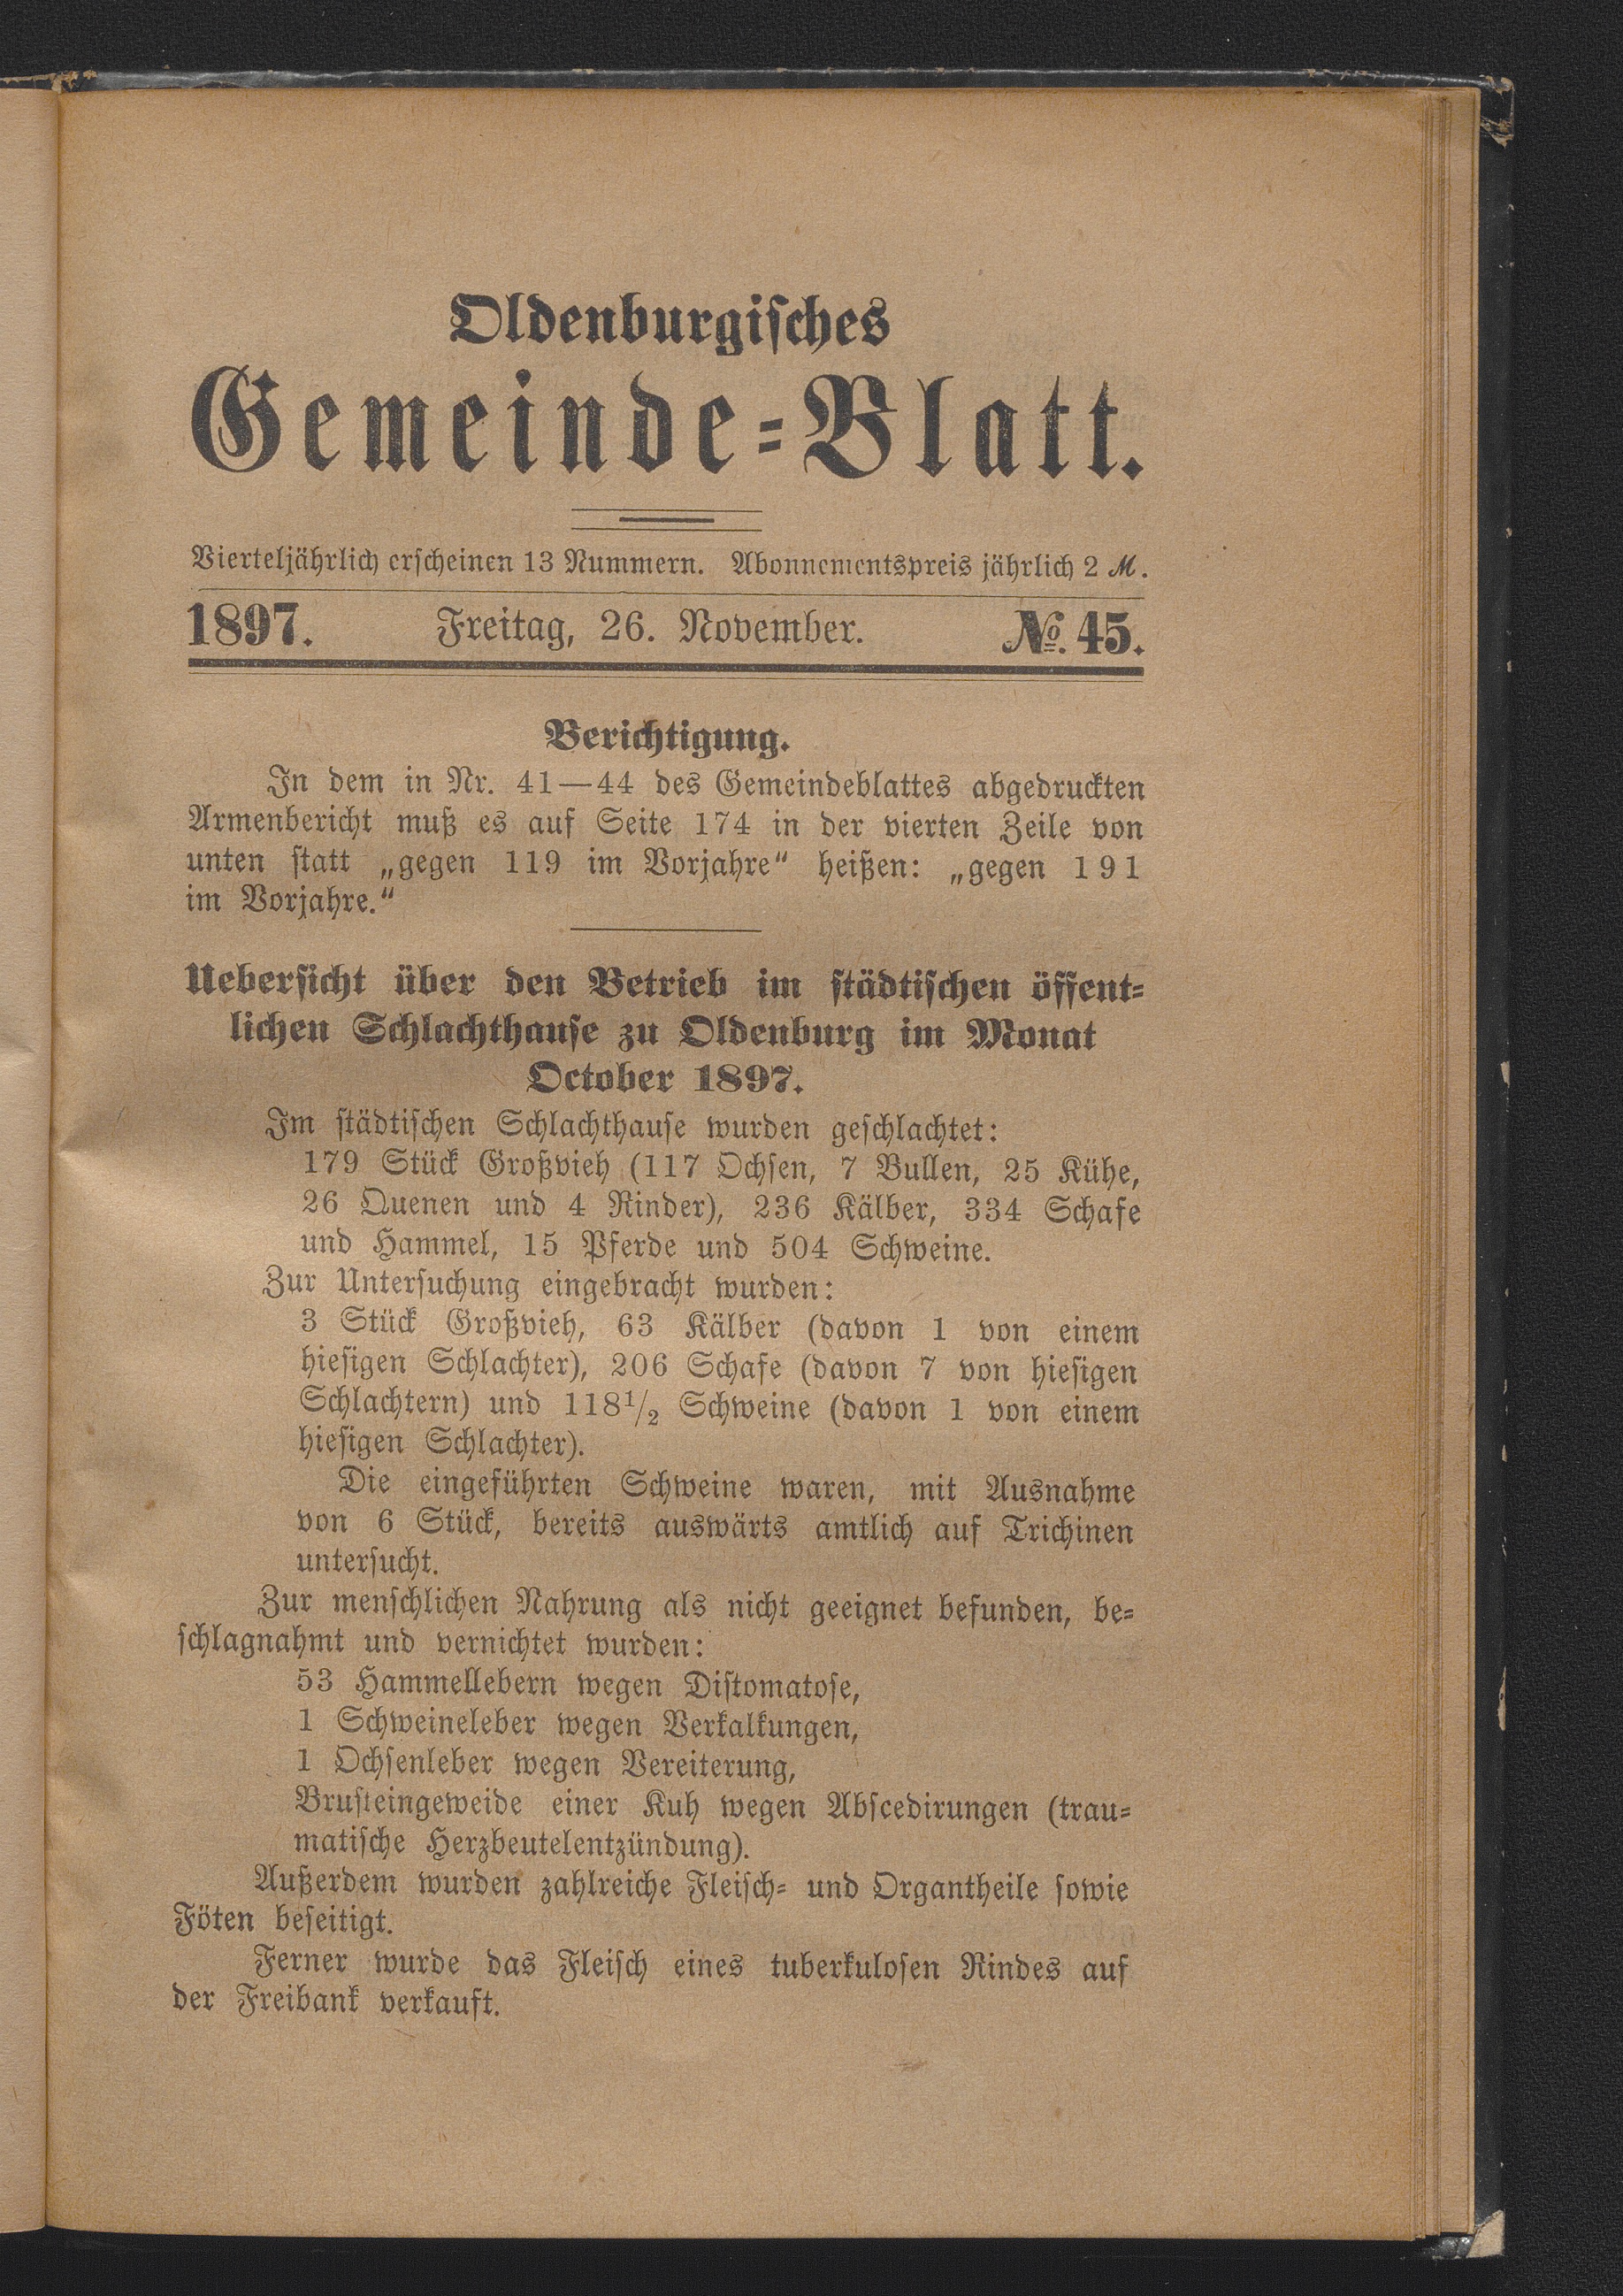 Oldenburgisches
Gemeinde-Blatt.
Vierteljährlich erscheinen 13 Nummern. Abonnementspreis jährlich 2 M.
1897. Freitag, 26. November. No. 45.
Berichtigung.
In dem in Nr. 41—44 des Gemeindeblattes abgedruckten
Armenbericht muß es auf Seite 174 in der vierten Zeile von
unten statt „gegen 119 im Vorjahre“ heißen: „gegen 191
im Vorjahre.“
Uebersicht über den Betrieb im städtischen öffent-
lichen Schlachthause zu Oldenburg im Monat
October 1897.
Im städtischen Schlachthause wurden geschlachtet:
179 Stück Großvieh (117 Ochsen, 7 Bullen, 25 Kühe,
26 Quenen und 4 Rinder), 236 Kälber, 334 Schafe
und Hammel, 15 Pferde und 504 Schweine.
Zur Untersuchung eingebracht wurden:
3 Stück Großvieh, 63 Kälber (davon 1 von einem
hiesigen Schlachter), 206 Schafe (davon 7 von hiesigen
Schlachtern) und 118 1/2 Schweine (davon 1 von einem
hiesigen Schlachter).
Die eingeführten Schweine waren, mit Ausnahme
von 6 Stück, bereits auswärts amtlich auf Trichinen
untersucht.
Zur menschlichen Nahrung als nicht geeignet befunden, be-
schlagnahmt und vernichtet wurden:
53 Hammellebern wegen Distomatose,
1 Schweineleber wegen Verkalkungen,
1 Ochsenleber wegen Vereiterung,
Brusteingeweide einer Kuh wegen Abscedirungen (trau-
matische Herzbeutelentzündung).
Außerdem wurden zahlreiche Fleisch- und Organtheile sowie
Föten beseitigt.
Ferner wurde das Fleisch eines tuberkulosen Rindes auf
der Freibank verkauft.